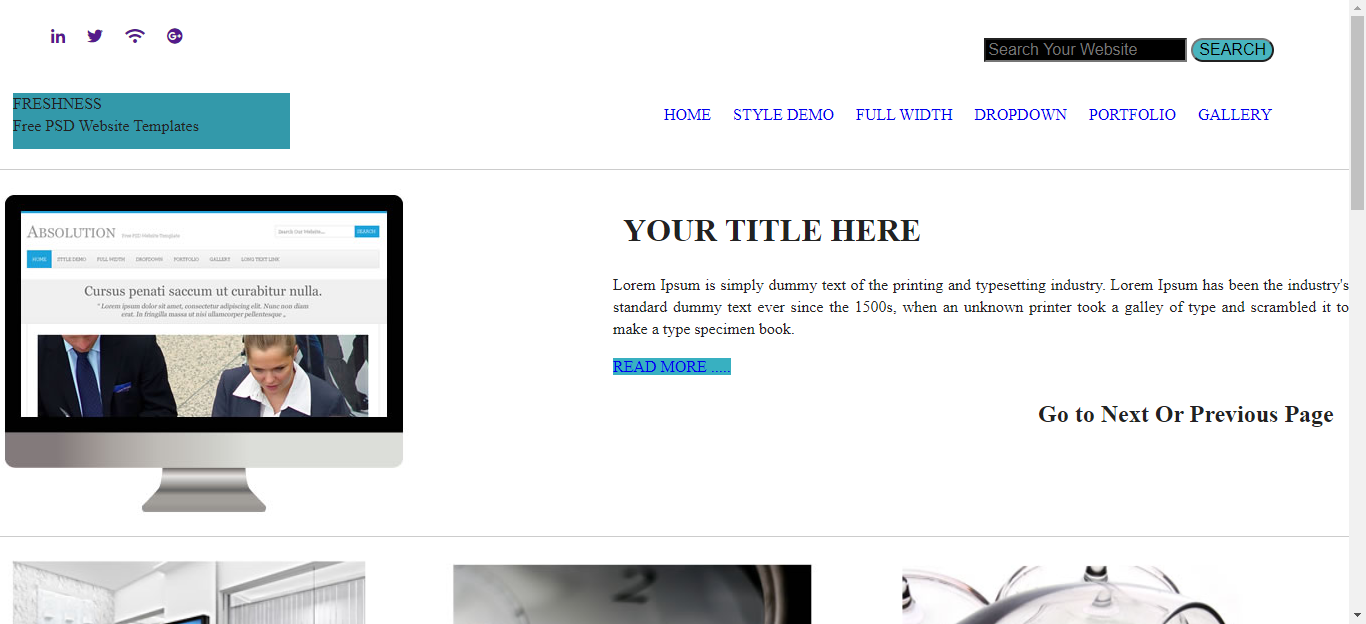 Search Your Website
SEARCH
FRESHNESS
Free PSD Website Templates
HOME STYLE DEMO FULL WIDTH DROPDOWN PORTFOLIO GALLERY
ABSOLUTION Free PSD Website Template
Search Our Website... SEARCH
HOME STYLE DEMO FULL WIDTH DROPDOWN PORTFOLIO GALLERY LONG TEXT LINK
Cursus penati saccum ut curabitur nulla.
" Lorem ipsum dolor sit amet, consectetur adipiscing elit. Nunc non diam
erat. In fringilla massa ut nisi ullamcorper pellentesque ..
YOUR TITLE HERE
Lorem Ipsum is simply dummy text of the printing and typesetting industry. Lorem Ipsum has been the industry's
standard dummy text ever since the 1500s, when an unknown printer took a galley of type and scrambled it to
make a type specimen book.
READ MORE .....
Go to Next Or Previous Page
2